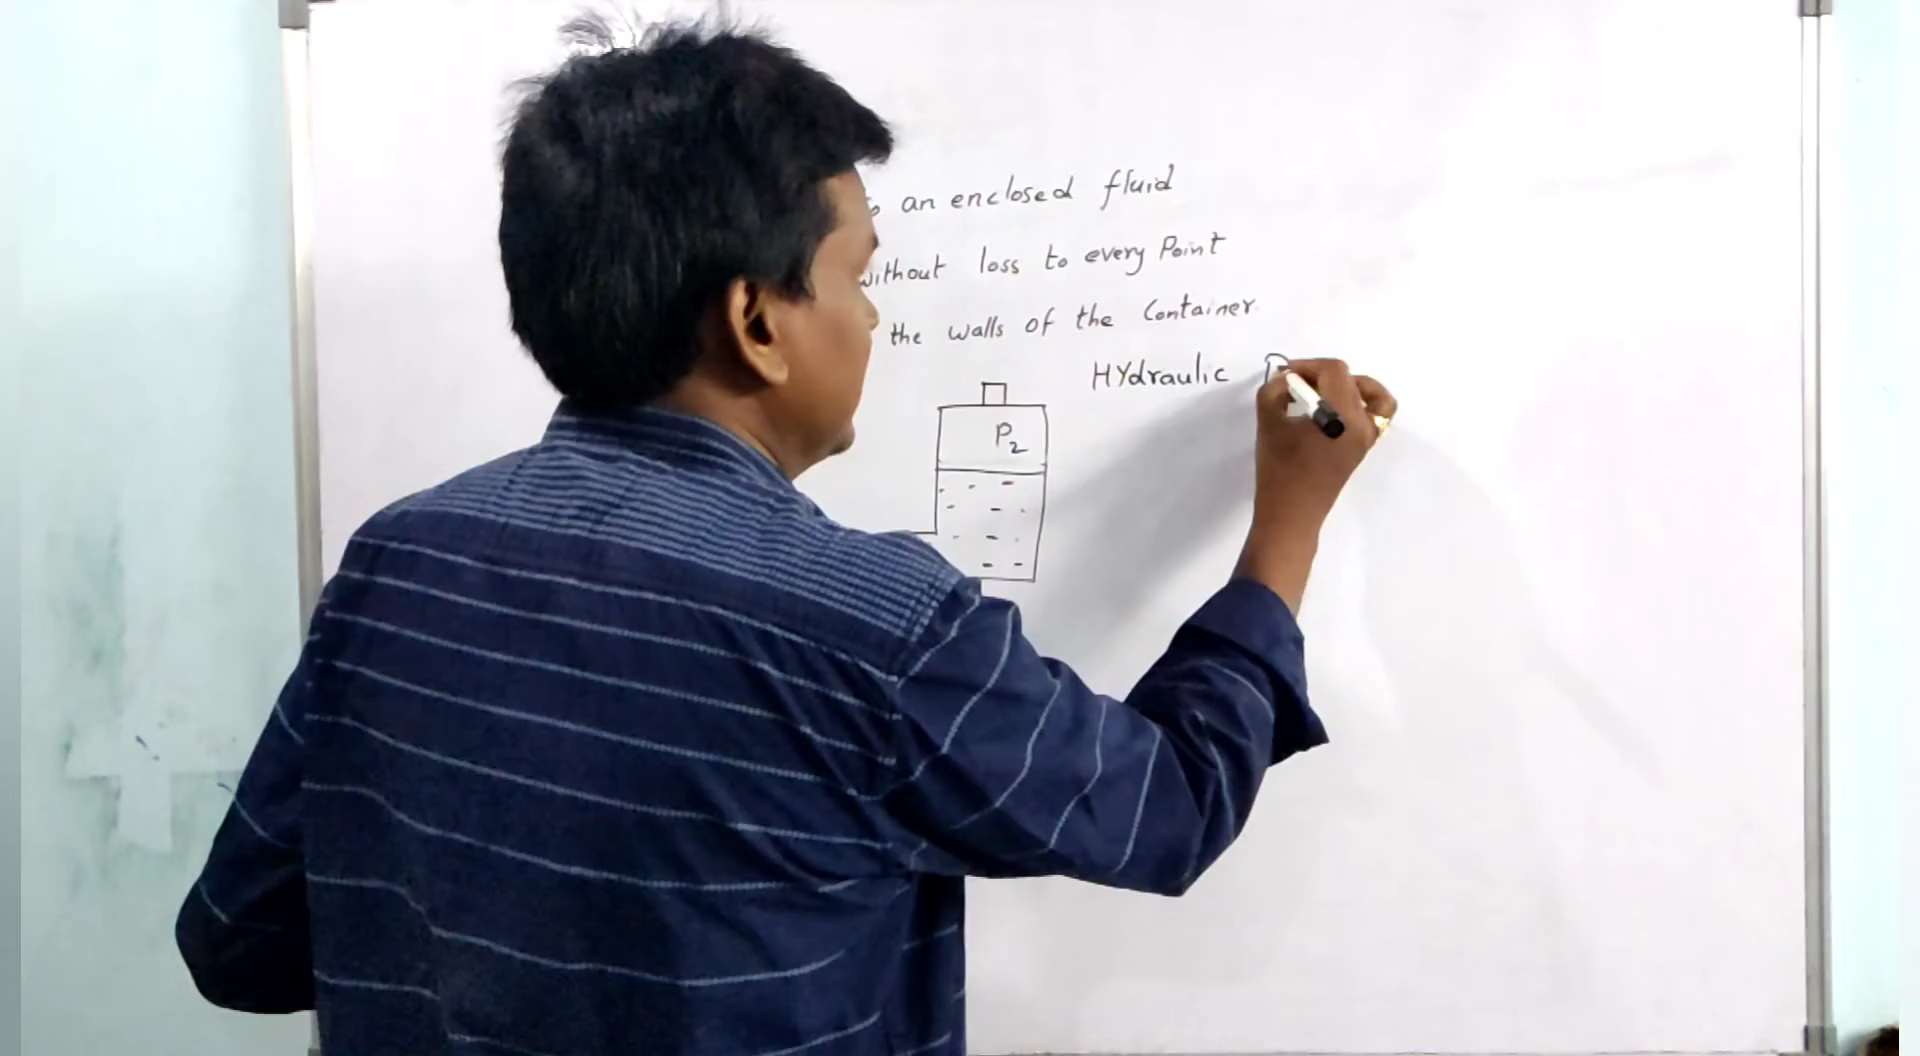 an enclosed fluid
without loss to every Point
the walls of the Container.
HYdraulic
P2